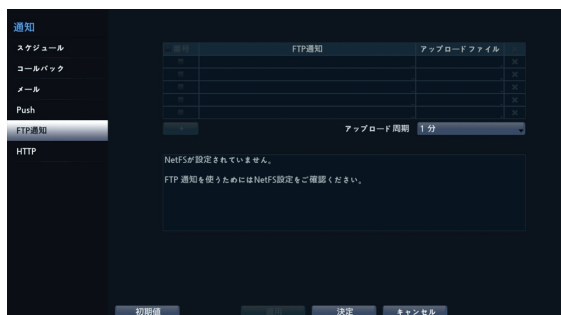 通知
スケジュール
コールバック
メール
Push
FTP通知
HTTP
番号 FTP通知 アップロードファイル
アップロード周期 1 分
NetFSが設定されていません。
FTP 通知を使うためにはNetFS設定をご確認ください。
初期値 決定 キャンセル